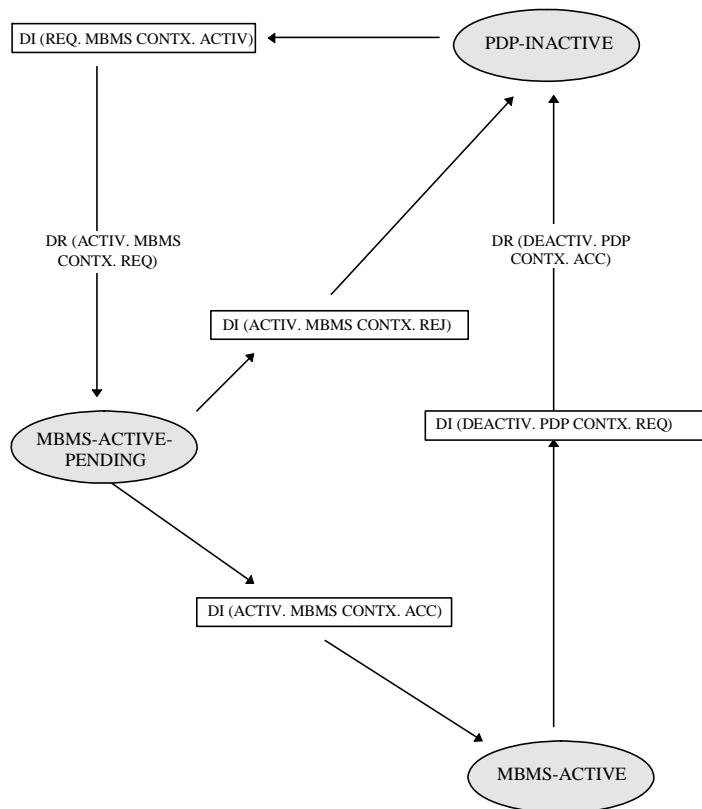 DI (REQ. MBMS CONTX. ACTIV)
PDP-INACTIVE
DR (ACTIV. MBMS
CONTX. REQ)
DR (DEACTIV. PDP
CONTX. ACC)
DI (ACTIV. MBMS CONTX. REJ)
MBMS-ACTIVE-
PENDING
DI (DEACTIV. PDP CONTX. REQ)
DI (ACTIV. MBMS CONTX. ACC)
MBMS-ACTIVE